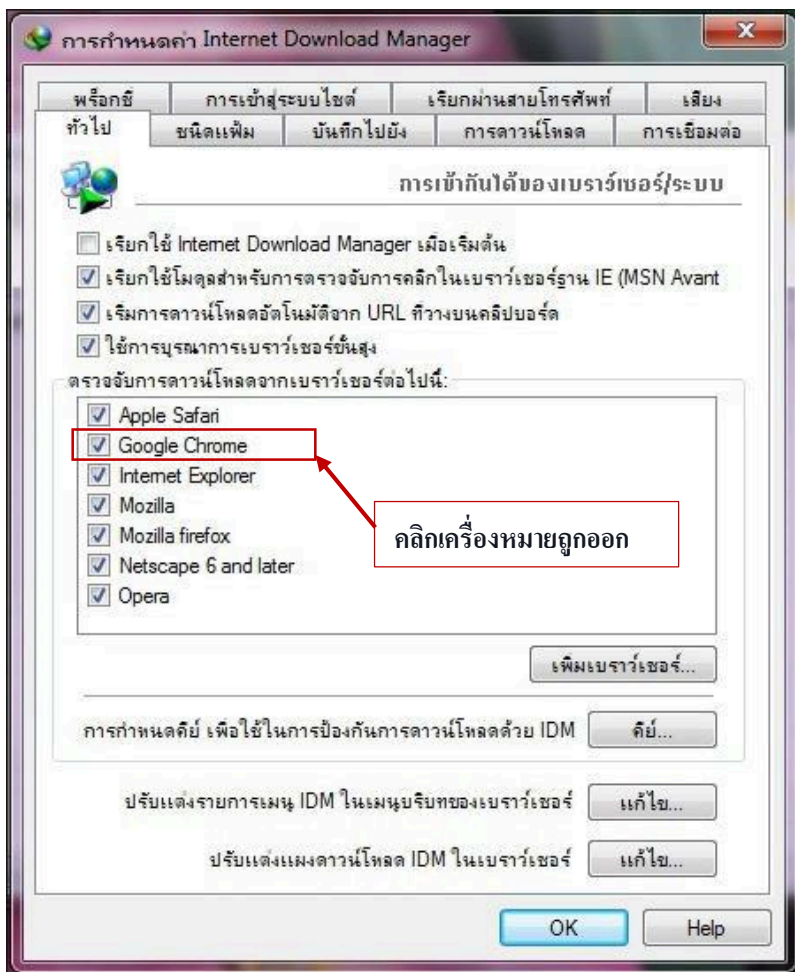 การกำหนดค่า Internet Download Manager
พร็อกซี่ การเข้าสู่ระบบไซต์ เรียกผ่านสายโทรศัพท์ เสียง
ทั่วไป ชนิดแฟ้ม บันทึกไปยัง การดาวน์โหลด การเชื่อมต่อ
การเข้ากันได้ของเบราว์เซอร์/ระบบ
เรียกใช้ Internet Download Manager เมื่อเริ่มต้น
เรียกใช้โมดุลสำหรับการตรวจจับการคลิกในเบราว์เซอร์ฐาน IE (MSN Avant
เริ่มการดาวน์โหลดอัตโนมัติจาก URL ที่วางบนคลิปบอร์ด
ใช้การบูรณาการเบราว์เซอร์ขั้นสูง
ตรวจจับการดาวน์โหลดจากเบราว์เซอร์ต่อไปนี้:
Apple Safari
Google Chrome
Internet Explorer
Mozilla
Mozilla firefox
คลิกเครื่องหมายถูกออก
Netscape 6 and later
Opera
เพิ่มเบราว์เซอร์...
การกำหนดคีย์ เพื่อใช้ในการป้องกันการดาวน์โหลดด้วย IDM คีย์...
ปรับแต่งรายการเมนู IDM ในเมนูบริบทของเบราว์เซอร์ แก้ไข...
ปรับแต่งแผงดาวน์โหลด IDM ในเบราว์เซอร์ แก้ไข...
OK Help